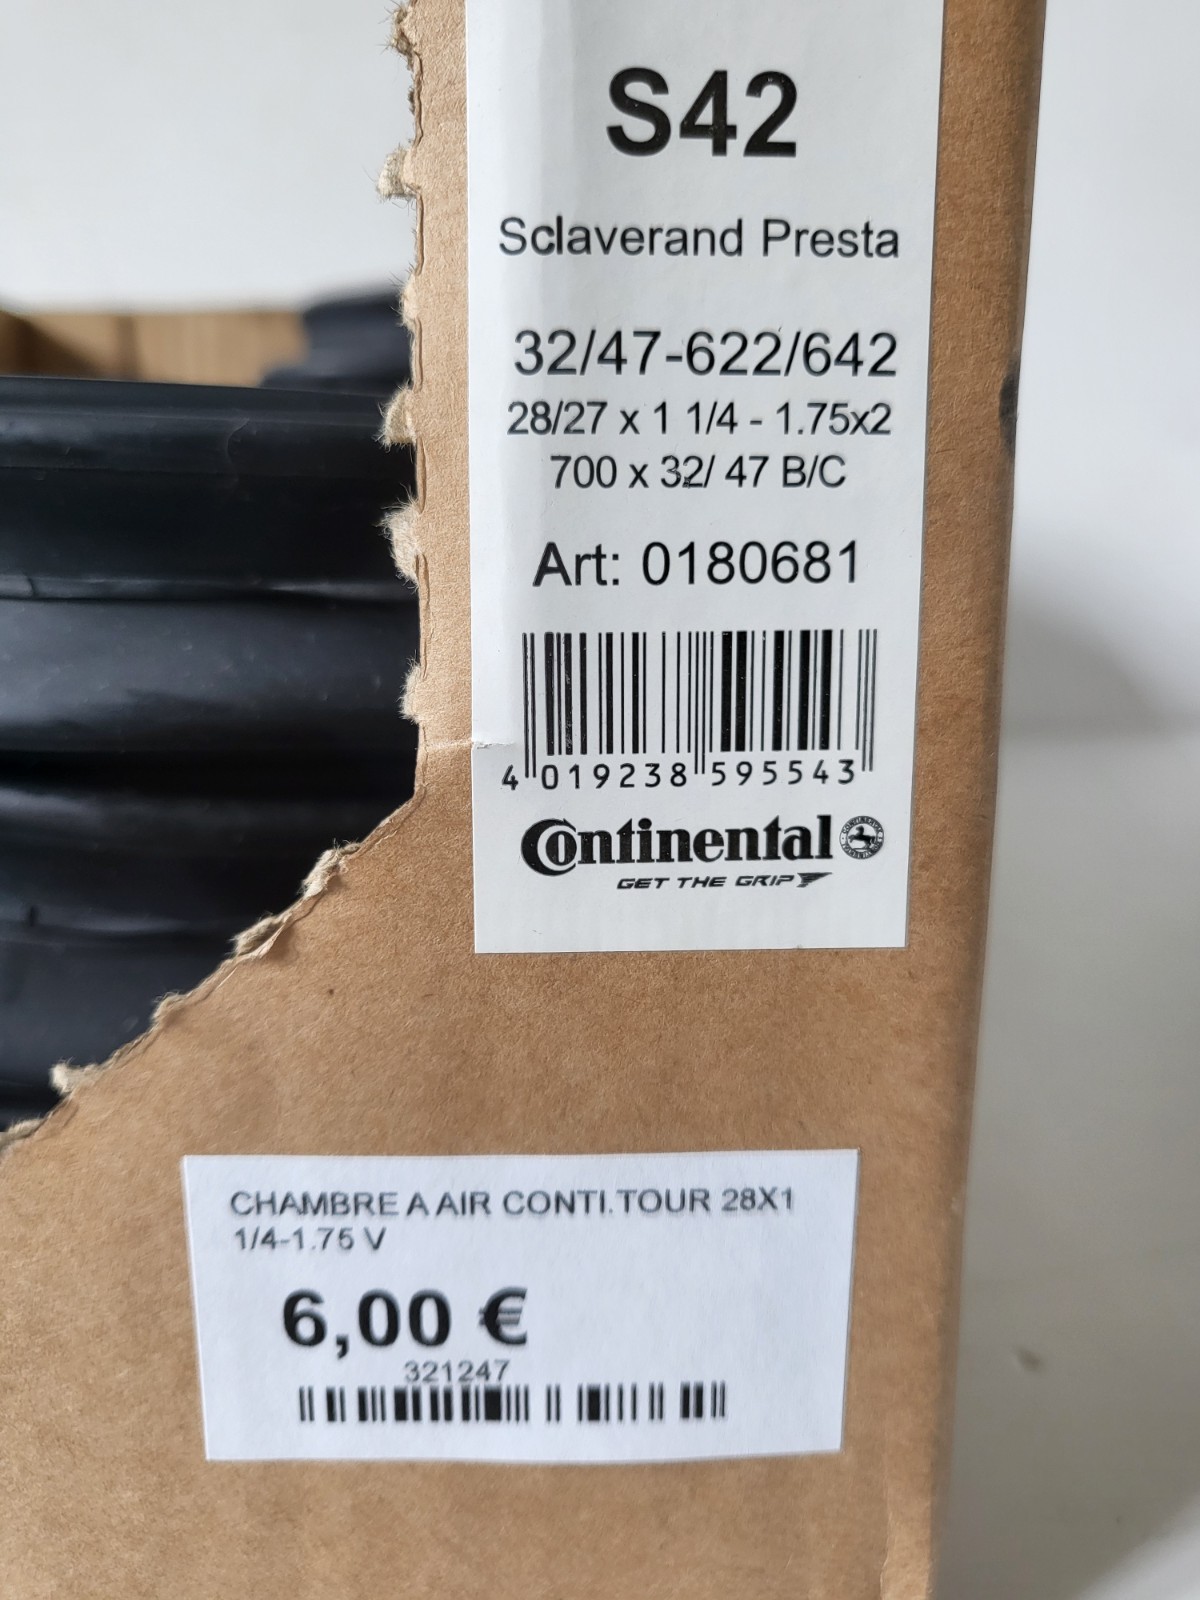 S42
Sclaverand Presta
32/47-622/642
28/27 x 1 1/4 - 1.75x2
700 x 32/ 47 B/C
Art: 0180681
4 019238 595543
Continental
GET THE GRIP
CHAMBRE A AIR CONTI.TOUR 28X1
1/4-1.75 V
6,00 €
321247